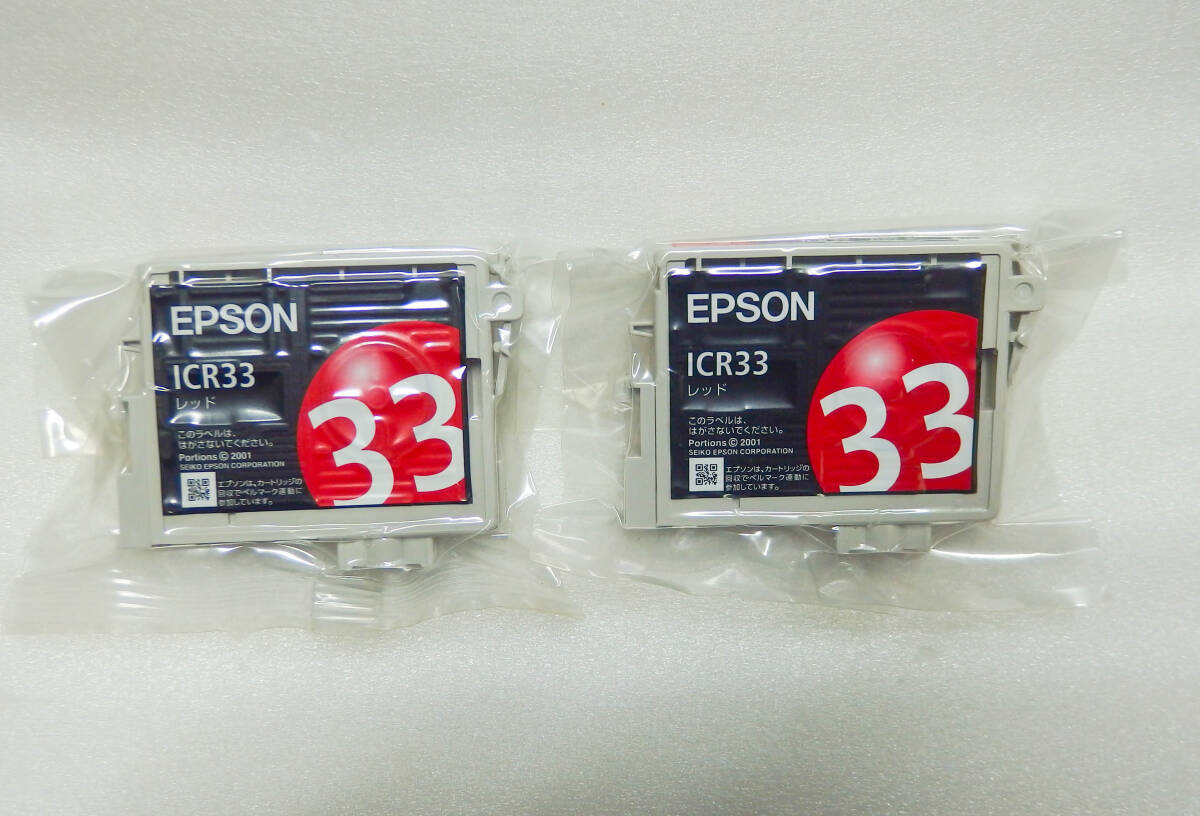 EPSON
ICR33
レッド
33
このラベルは、
はがさないでください。
Portions © 2001
SEIKO EPSON CORPORATION
エプソンは、カートリッジの
回収でベルマーク運動に
参加しています。
EPSON
ICR33
レッド
33
このラベルは、
はがさないでください。
Portions © 2001
SEIKO EPSON CORPORATION
エプソンは、カートリッジの
回収でベルマーク運動に
参加しています。